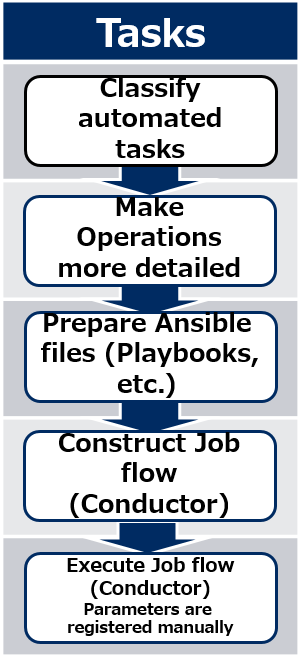 Tasks
Classify
automated
tasks
Make
Operations
more detailed
Prepare Ansible
files (Playbooks,
etc.)
Construct Job
flow
(Conductor)
Execute Job flow
(Conductor)
Parameters are
registered manually